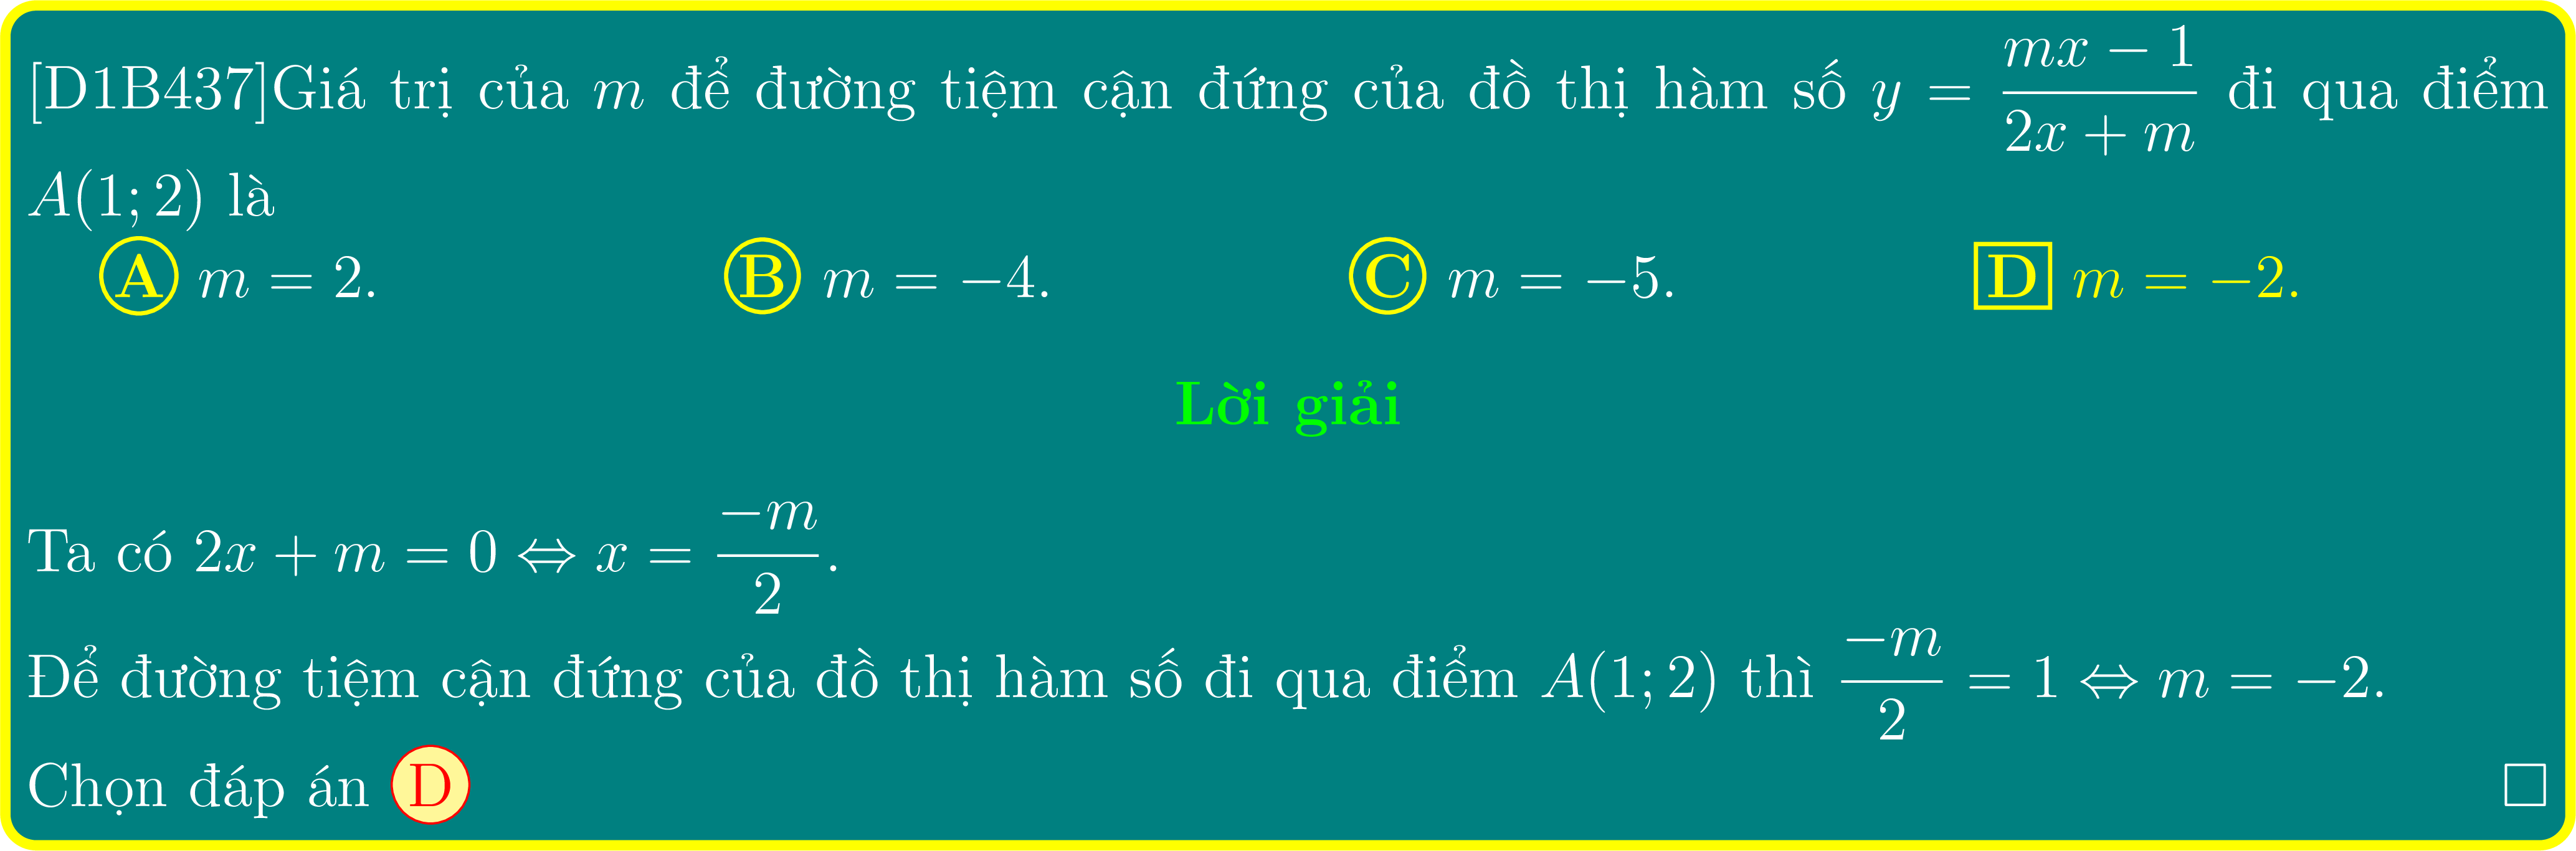 [D1B437]Giá trị của m để đường tiệm cận đứng của đồ thị hàm số y = \frac{mx − 1}{2x + m} đi qua điểm
A(1; 2) là
A m = 2. B m = −4. C m = −5. D m = −2.
Lời giải
Ta có 2x + m = 0 ⇔ x = \frac{−m}{2}.
Để đường tiệm cận đứng của đồ thị hàm số đi qua điểm A(1; 2) thì \frac{−m}{2} = 1 ⇔ m = −2.
Chọn đáp án D □